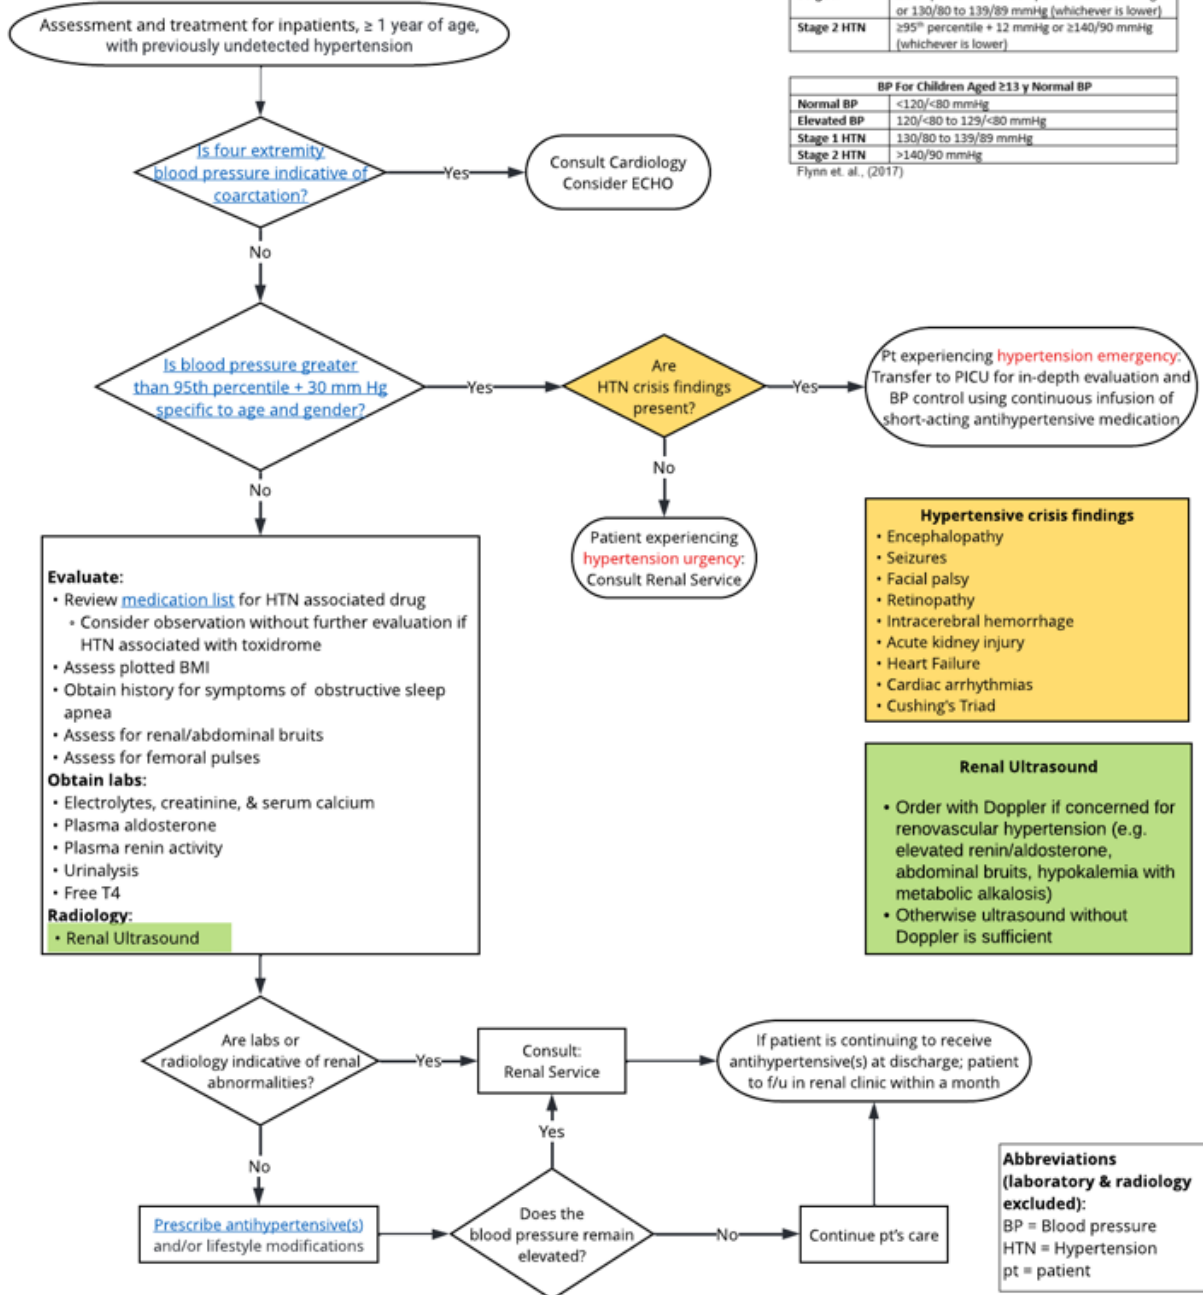 Assessment and treatment for inpatients, ≥ 1 year of age,
with previously undetected hypertension
or 130/80 to 139/89 mmHg (whichever is lower)
Stage 2 HTN ≥95th percentile + 12 mmHg or ≥140/90 mmHg
(whichever is lower)
BP For Children Aged ≥13 y Normal BP
Normal BP <120/<80 mmHg
Elevated BP 120/<80 to 129/<80 mmHg
Stage 1 HTN 130/80 to 139/89 mmHg
Stage 2 HTN >140/90 mmHg
Flynn et. al., (2017)
Is four extremity
blood pressure indicative of
coarctation?
Yes
Consult Cardiology
Consider ECHO
No
Is blood pressure greater
than 95th percentile + 30 mm Hg
specific to age and gender?
Yes
Are
HTN crisis findings
present?
Yes
Pt experiencing hypertension emergency:
Transfer to PICU for in-depth evaluation and
BP control using continuous infusion of
short-acting antihypertensive medication
No
Patient experiencing
hypertension urgency:
Consult Renal Service
No
Hypertensive crisis findings
• Encephalopathy
• Seizures
• Facial palsy
• Retinopathy
• Intracerebral hemorrhage
• Acute kidney injury
• Heart Failure
• Cardiac arrhythmias
• Cushing's Triad
Evaluate:
• Review medication list for HTN associated drug
◦ Consider observation without further evaluation if
HTN associated with toxidrome
• Assess plotted BMI
• Obtain history for symptoms of obstructive sleep
apnea
• Assess for renal/abdominal bruits
• Assess for femoral pulses
Obtain labs:
• Electrolytes, creatinine, & serum calcium
• Plasma aldosterone
• Plasma renin activity
• Urinalysis
• Free T4
Radiology:
• Renal Ultrasound
Renal Ultrasound
• Order with Doppler if concerned for
renovascular hypertension (e.g.
elevated renin/aldosterone,
abdominal bruits, hypokalemia with
metabolic alkalosis)
• Otherwise ultrasound without
Doppler is sufficient
Are labs or
radiology indicative of renal
abnormalities?
Yes
Consult:
Renal Service
If patient is continuing to receive
antihypertensive(s) at discharge; patient
to f/u in renal clinic within a month
No
Yes
Prescribe antihypertensive(s)
and/or lifestyle modifications
Does the
blood pressure remain
elevated?
No
Continue pt's care
Abbreviations
(laboratory & radiology
excluded):
BP = Blood pressure
HTN = Hypertension
pt = patient